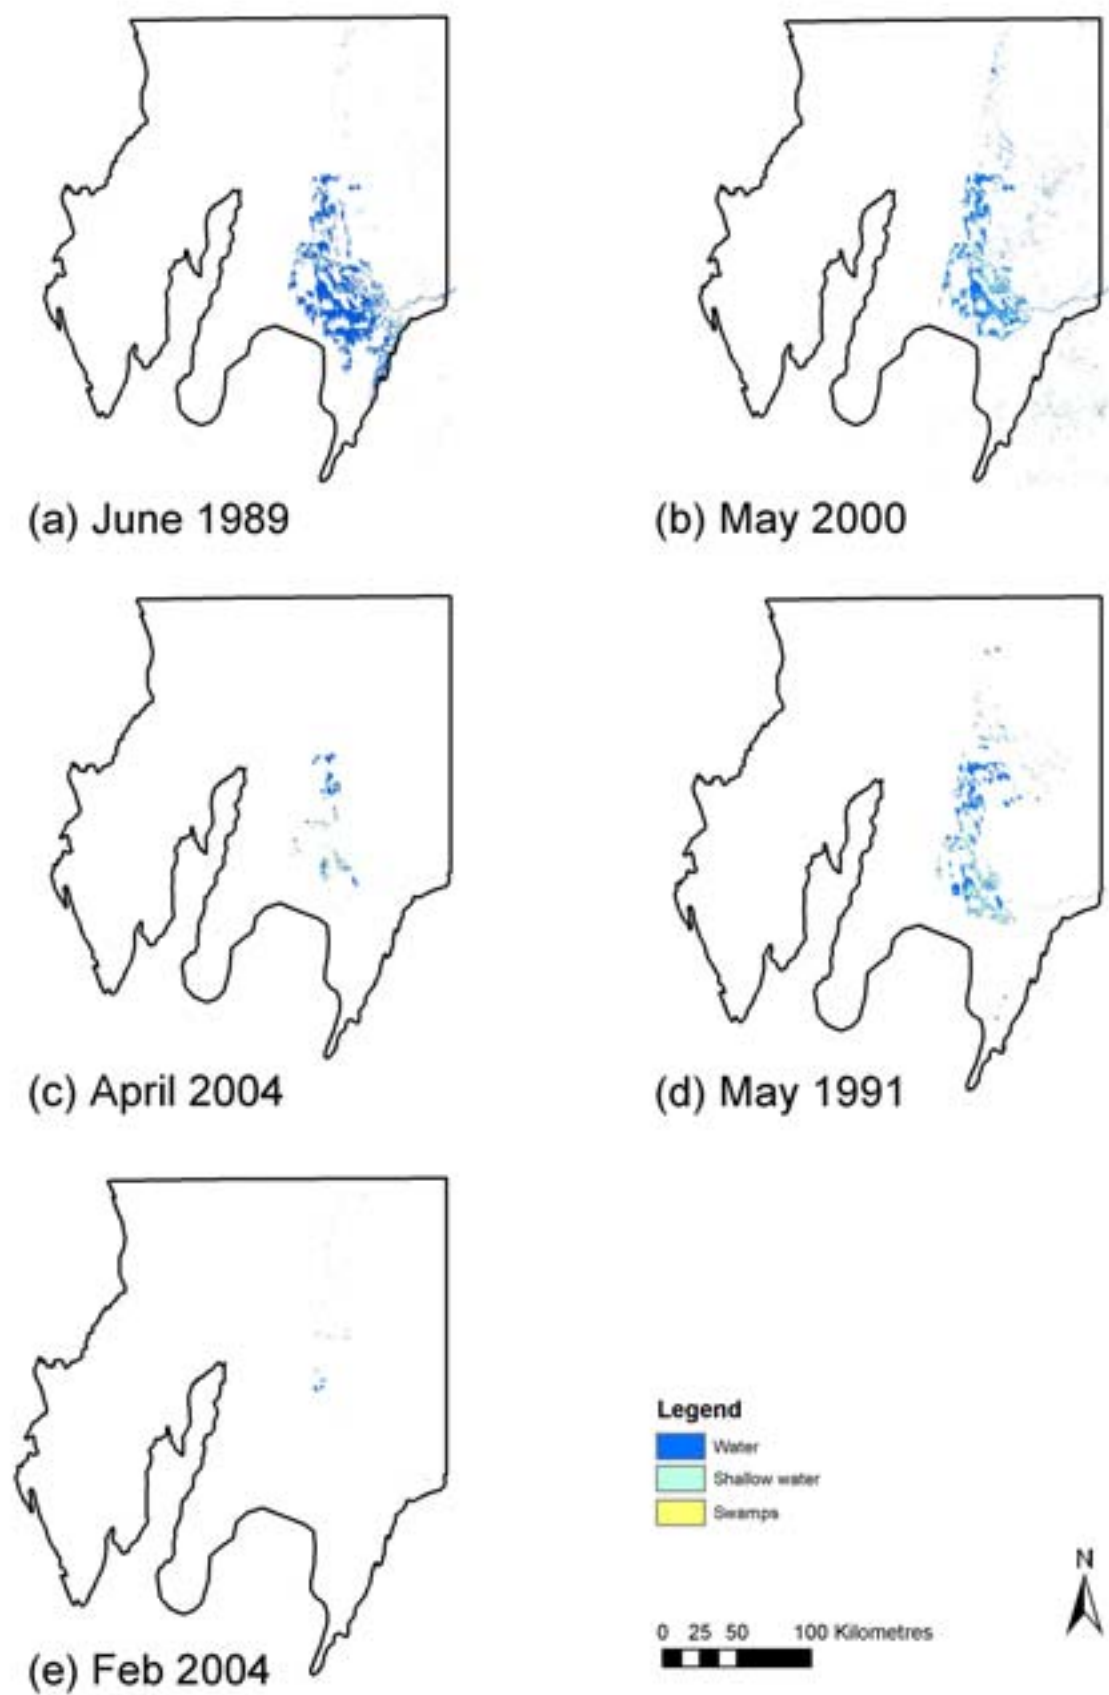 (a) June 1989
(b) May 2000
(c) April 2004
(d) May 1991
(e) Feb 2004
Legend
Water
Shallow water
Swamps
N
0 25 50 100 Kilometres